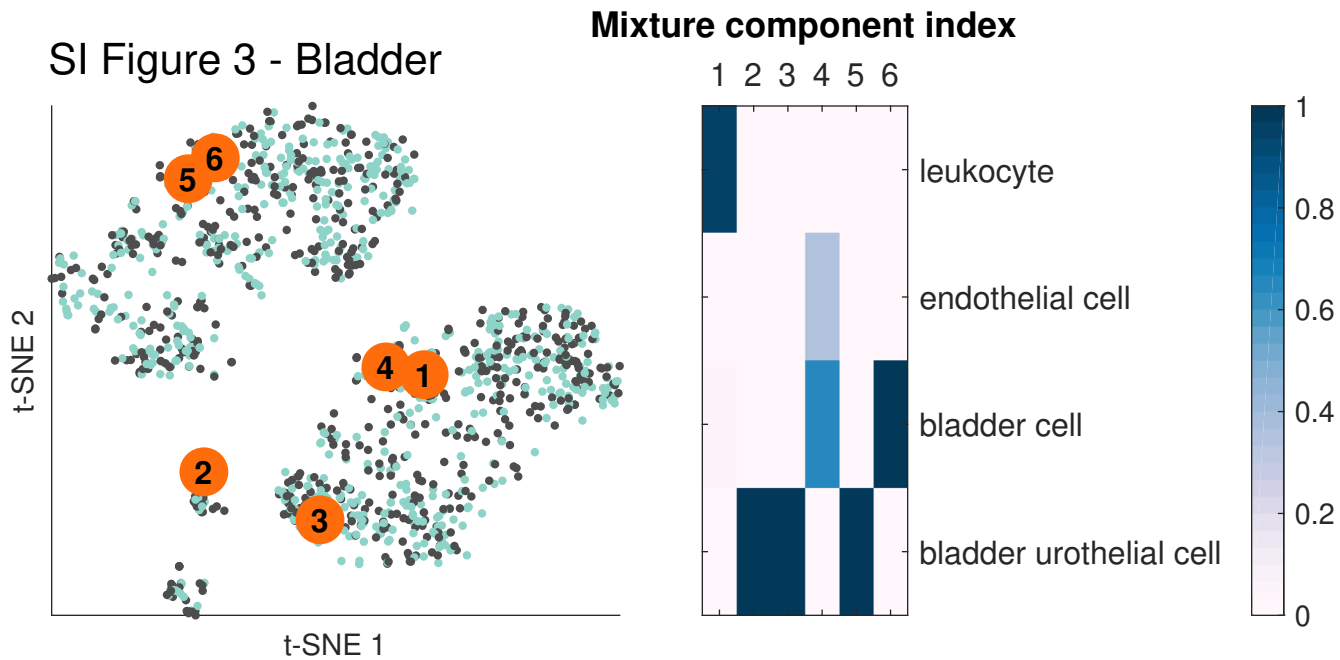 Mixture component index
SI Figure 3 - Bladder
1 2 3 4 5 6
1
0.8
0.6
0.4
0.2
0
leukocyte
endothelial cell
bladder cell
bladder urothelial cell
6
5
4
1
2
3
t-SNE 2
t-SNE 1